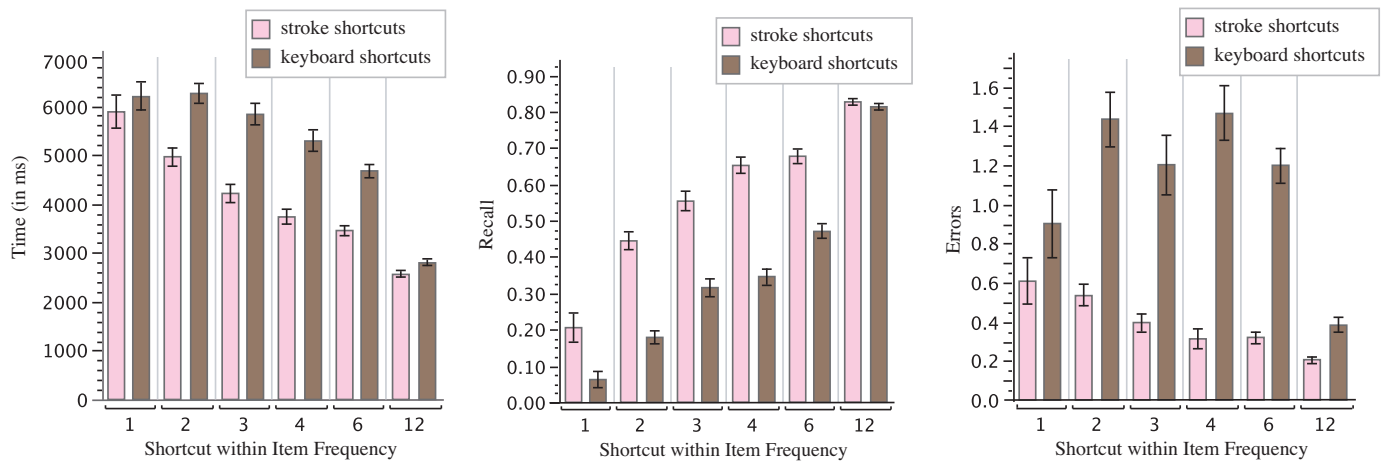 stroke shortcuts
keyboard shortcuts
7000
6000
5000
4000
3000
2000
1000
0
Time (in ms)
1 2 3 4 6 12
Shortcut within Item Frequency
stroke shortcuts
keyboard shortcuts
0.90
0.80
0.70
0.60
0.50
0.40
0.30
0.20
0.10
0.00
Recall
1 2 3 4 6 12
Shortcut within Item Frequency
stroke shortcuts
keyboard shortcuts
1.6
1.4
1.2
1.0
0.8
0.6
0.4
0.2
0.0
Errors
1 2 3 4 6 12
Shortcut within Item Frequency